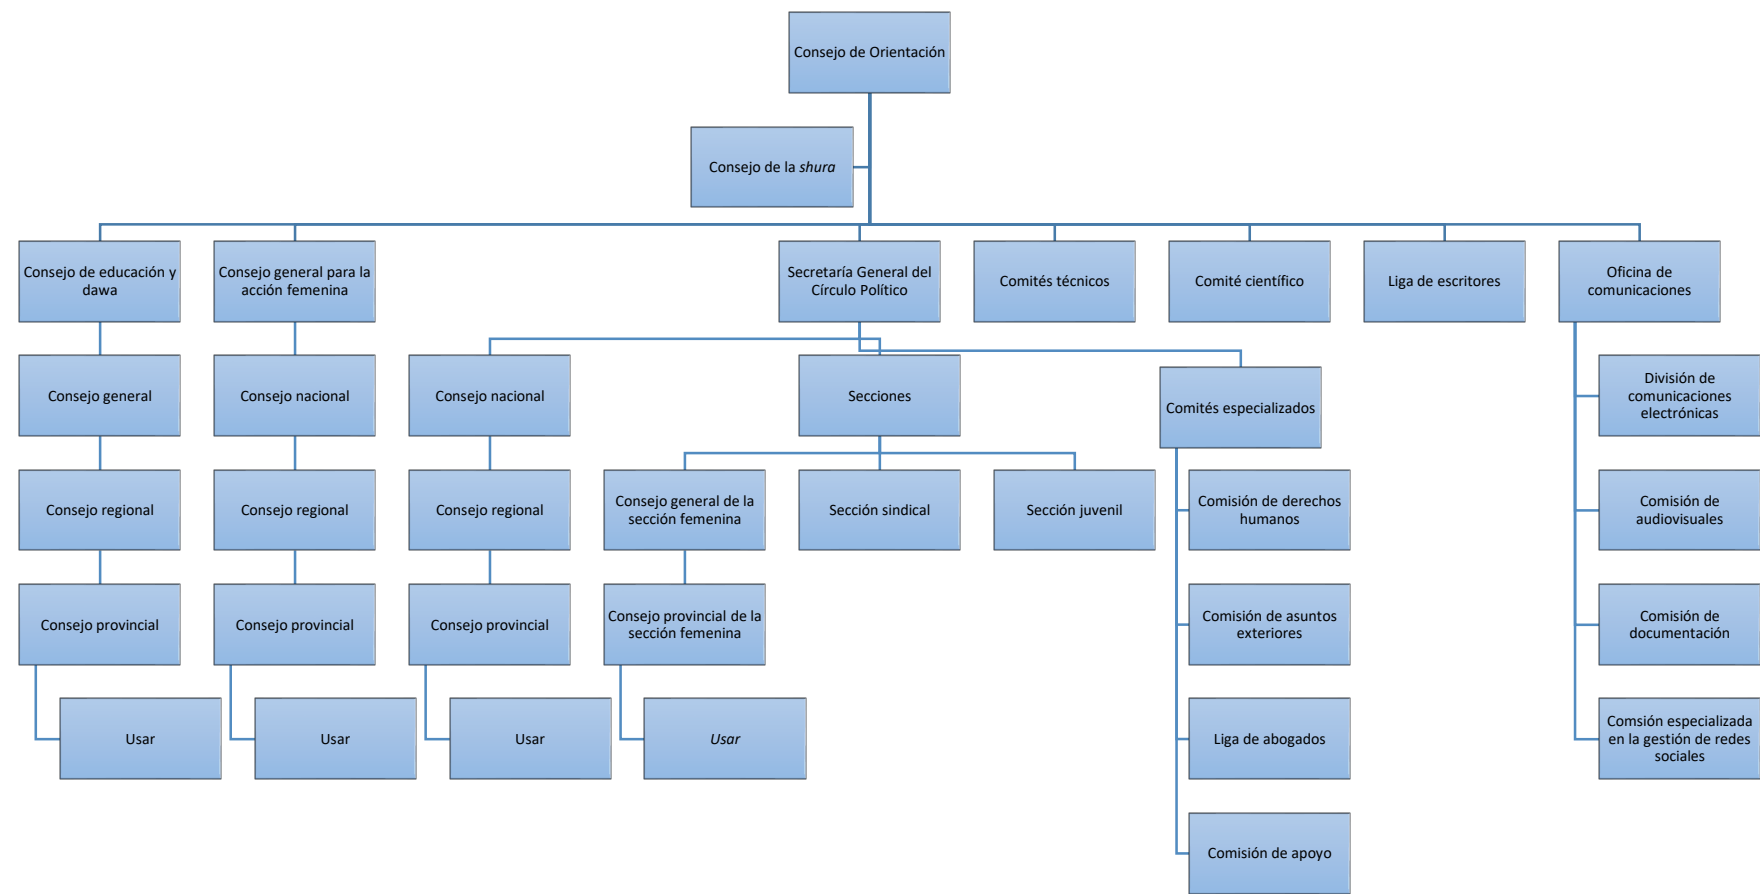 Consejo de Orientación
Consejo de la shura
Consejo de educación y
dawa
Consejo general para la
acción femenina
Secretaría General del
Círculo Político
Comités técnicos
Comité científico
Liga de escritores
Oficina de
comunicaciones
Consejo general
Consejo nacional
Consejo nacional
Secciones
Comités especializados
División de
comunicaciones
electrónicas
Consejo regional
Consejo regional
Consejo regional
Consejo general de la
sección femenina
Sección sindical
Sección juvenil
Comisión de derechos
humanos
Comisión de
audiovisuales
Consejo provincial
Consejo provincial
Consejo provincial
Consejo provincial de la
sección femenina
Comisión de asuntos
exteriores
Comisión de
documentación
Usar
Usar
Usar
Usar
Liga de abogados
Comsión especializada
en la gestión de redes
sociales
Comisión de apoyo